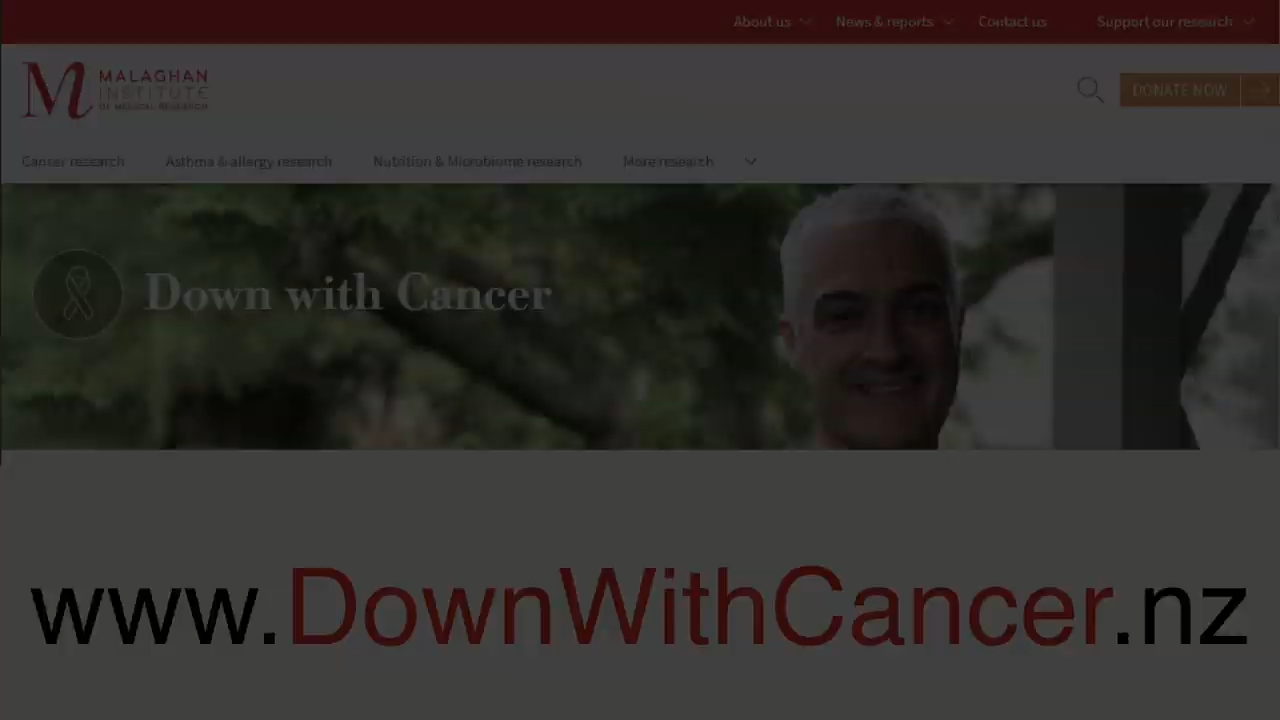 About us
News & reports
Contact us
Support our research
MALAGHAN
INSTITUTE
OF MEDICAL RESEARCH
DONATE NOW
Cancer research
Asthma & allergy research
Nutrition & Microbiome research
More research
Down with Cancer
www.DownWithCancer.nz